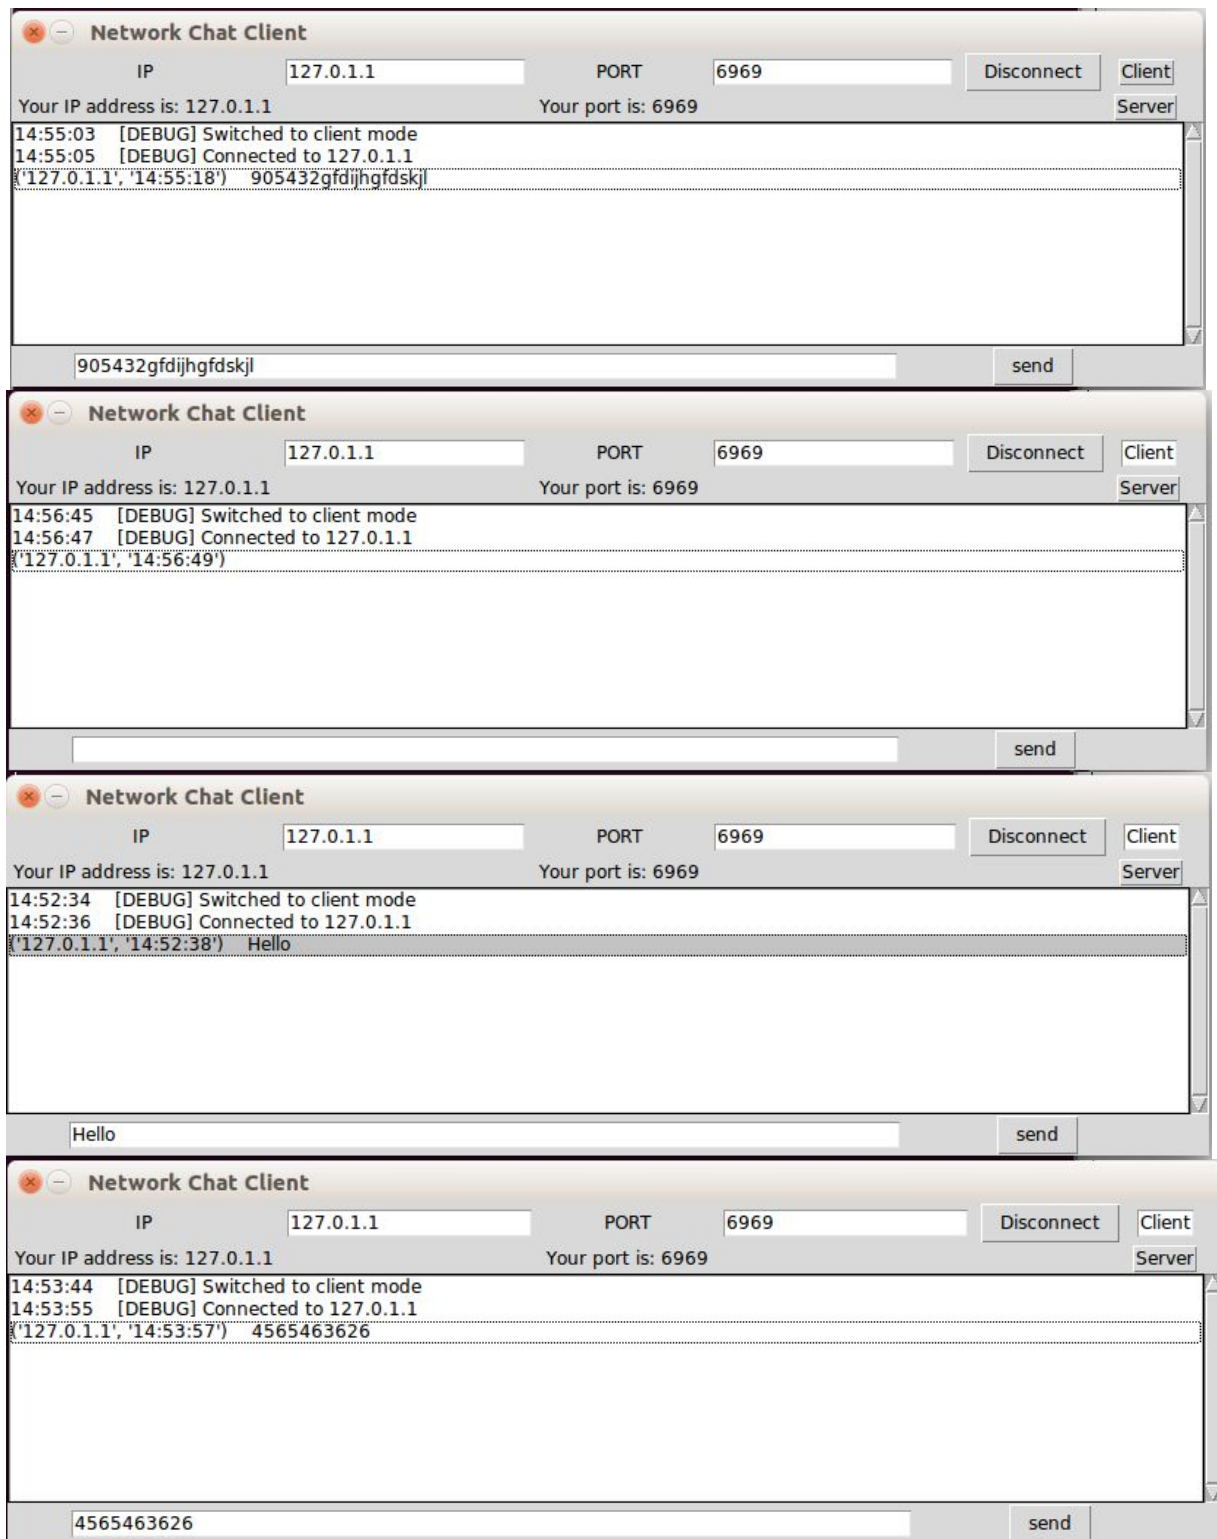 Network Chat Client
IP 127.0.1.1 PORT 6969 Disconnect Client
Your IP address is: 127.0.1.1 Your port is: 6969 Server
14:55:03 [DEBUG] Switched to client mode
14:55:05 [DEBUG] Connected to 127.0.1.1
('127.0.1.1', '14:55:18') 905432gfdijhgfdskjl
905432gfdijhgfdskjl send
Network Chat Client
IP 127.0.1.1 PORT 6969 Disconnect Client
Your IP address is: 127.0.1.1 Your port is: 6969 Server
14:56:45 [DEBUG] Switched to client mode
14:56:47 [DEBUG] Connected to 127.0.1.1
('127.0.1.1', '14:56:49')
send
Network Chat Client
IP 127.0.1.1 PORT 6969 Disconnect Client
Your IP address is: 127.0.1.1 Your port is: 6969 Server
14:52:34 [DEBUG] Switched to client mode
14:52:36 [DEBUG] Connected to 127.0.1.1
('127.0.1.1', '14:52:38') Hello
Hello send
Network Chat Client
IP 127.0.1.1 PORT 6969 Disconnect Client
Your IP address is: 127.0.1.1 Your port is: 6969 Server
14:53:44 [DEBUG] Switched to client mode
14:53:55 [DEBUG] Connected to 127.0.1.1
('127.0.1.1', '14:53:57') 4565463626
4565463626 send